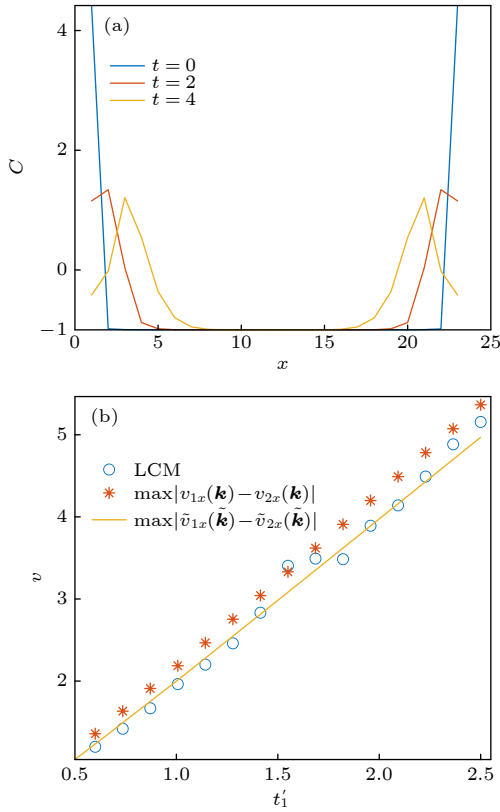 (a)
t = 0
t = 2
t = 4
4
2
0
−1
C
0 5 10 15 20 25
x
(b)
LCM
max|v₁ₓ(k)−v₂ₓ(k)|
max|ṽ₁ₓ(k̃)−ṽ₂ₓ(k̃)|
5
4
3
2
v
0.5 1.0 1.5 2.0 2.5
t′₁